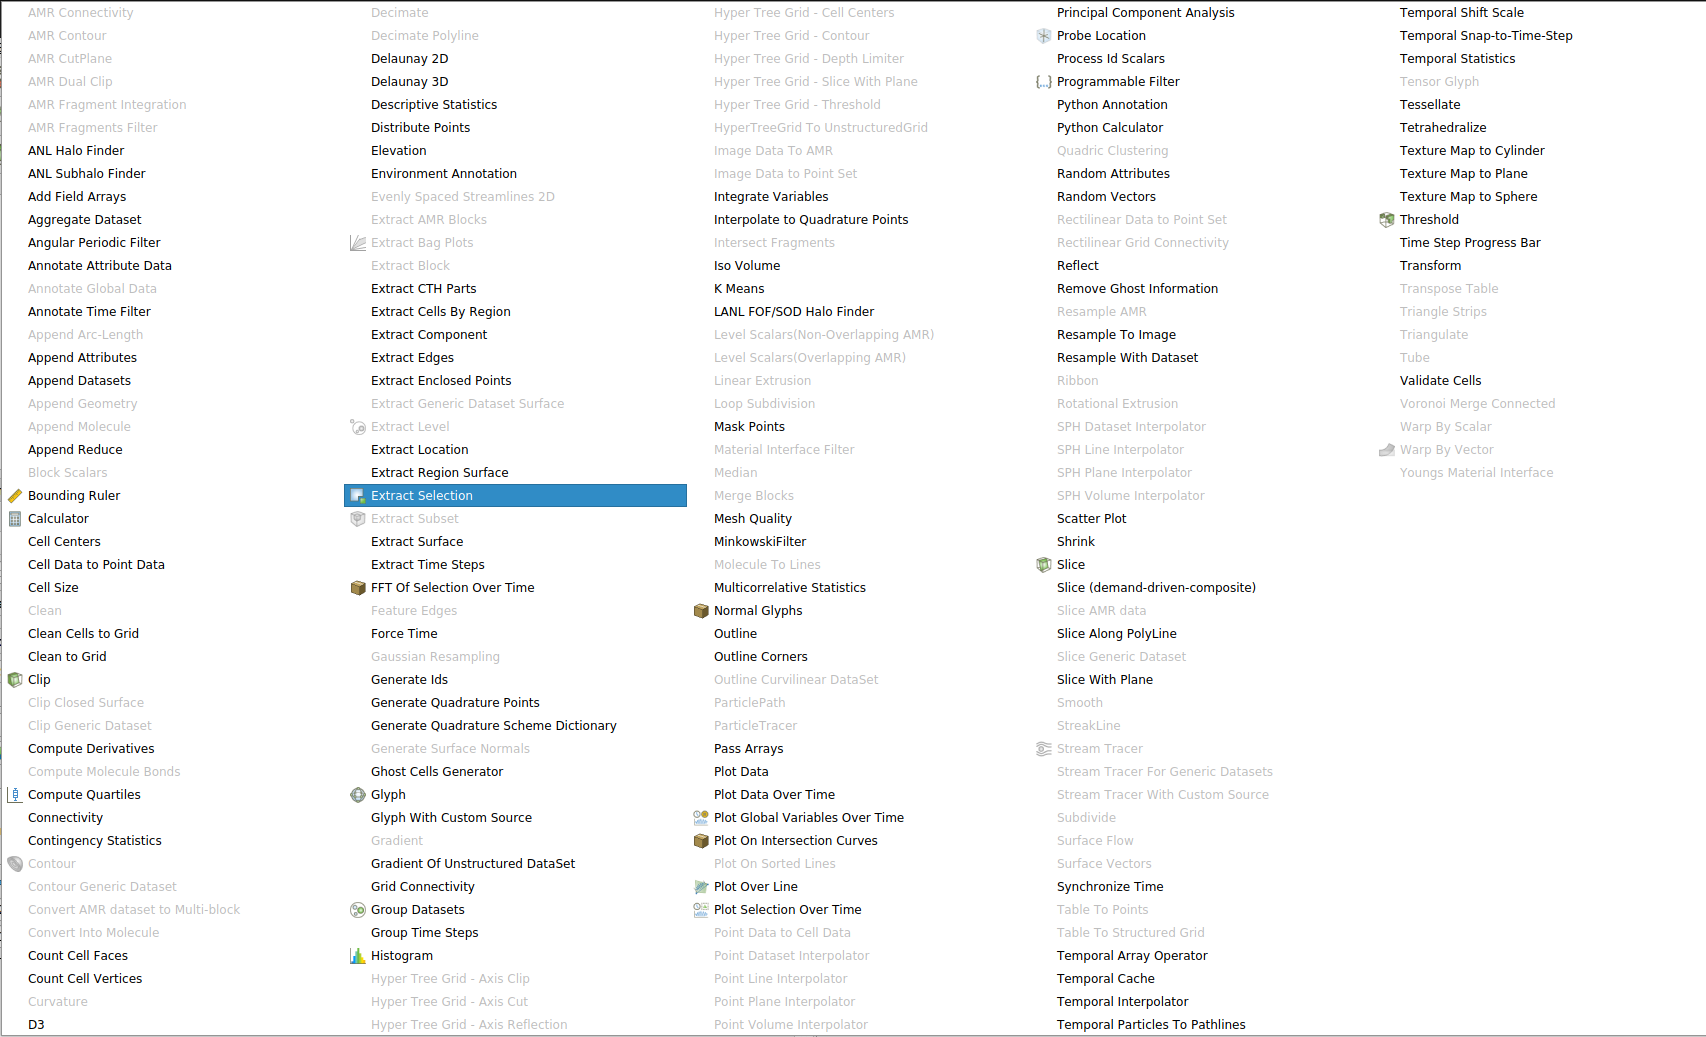 AMR Connectivity
AMR Contour
AMR CutPlane
AMR Dual Clip
AMR Fragment Integration
AMR Fragments Filter
ANL Halo Finder
ANL Subhalo Finder
Add Field Arrays
Aggregate Dataset
Angular Periodic Filter
Annotate Attribute Data
Annotate Global Data
Annotate Time Filter
Append Arc-Length
Append Attributes
Append Datasets
Append Geometry
Append Molecule
Append Reduce
Block Scalars
Bounding Ruler
Calculator
Cell Centers
Cell Data to Point Data
Cell Size
Clean
Clean Cells to Grid
Clean to Grid
Clip
Clip Closed Surface
Clip Generic Dataset
Compute Derivatives
Compute Molecule Bonds
Compute Quartiles
Connectivity
Contingency Statistics
Contour
Contour Generic Dataset
Convert AMR dataset to Multi-block
Convert Into Molecule
Count Cell Faces
Count Cell Vertices
Curvature
D3
Decimate
Decimate Polyline
Delaunay 2D
Delaunay 3D
Descriptive Statistics
Distribute Points
Elevation
Environment Annotation
Evenly Spaced Streamlines 2D
Extract AMR Blocks
Extract Bag Plots
Extract Block
Extract CTH Parts
Extract Cells By Region
Extract Component
Extract Edges
Extract Enclosed Points
Extract Generic Dataset Surface
Extract Level
Extract Location
Extract Region Surface
Extract Selection
Extract Subset
Extract Surface
Extract Time Steps
FFT Of Selection Over Time
Feature Edges
Force Time
Gaussian Resampling
Generate Ids
Generate Quadrature Points
Generate Quadrature Scheme Dictionary
Generate Surface Normals
Ghost Cells Generator
Glyph
Glyph With Custom Source
Gradient
Gradient Of Unstructured DataSet
Grid Connectivity
Group Datasets
Group Time Steps
Histogram
Hyper Tree Grid - Axis Clip
Hyper Tree Grid - Axis Cut
Hyper Tree Grid - Axis Reflection
Hyper Tree Grid - Cell Centers
Hyper Tree Grid - Contour
Hyper Tree Grid - Depth Limiter
Hyper Tree Grid - Slice With Plane
Hyper Tree Grid - Threshold
HyperTreeGrid To UnstructuredGrid
Image Data To AMR
Image Data to Point Set
Integrate Variables
Interpolate to Quadrature Points
Intersect Fragments
Iso Volume
K Means
LANL FOF/SOD Halo Finder
Level Scalars(Non-Overlapping AMR)
Level Scalars(Overlapping AMR)
Linear Extrusion
Loop Subdivision
Mask Points
Material Interface Filter
Median
Merge Blocks
Mesh Quality
MinkowskiFilter
Molecule To Lines
Multicorrelative Statistics
Normal Glyphs
Outline
Outline Corners
Outline Curvilinear DataSet
ParticlePath
ParticleTracer
Pass Arrays
Plot Data
Plot Data Over Time
Plot Global Variables Over Time
Plot On Intersection Curves
Plot On Sorted Lines
Plot Over Line
Plot Selection Over Time
Point Data to Cell Data
Point Dataset Interpolator
Point Line Interpolator
Point Plane Interpolator
Point Volume Interpolator
Principal Component Analysis
Probe Location
Process Id Scalars
Programmable Filter
Python Annotation
Python Calculator
Quadric Clustering
Random Attributes
Random Vectors
Rectilinear Data to Point Set
Rectilinear Grid Connectivity
Reflect
Remove Ghost Information
Resample AMR
Resample To Image
Resample With Dataset
Ribbon
Rotational Extrusion
SPH Dataset Interpolator
SPH Line Interpolator
SPH Plane Interpolator
SPH Volume Interpolator
Scatter Plot
Shrink
Slice
Slice (demand-driven-composite)
Slice AMR data
Slice Along PolyLine
Slice Generic Dataset
Slice With Plane
Smooth
StreakLine
Stream Tracer
Stream Tracer For Generic Datasets
Stream Tracer With Custom Source
Subdivide
Surface Flow
Surface Vectors
Synchronize Time
Table To Points
Table To Structured Grid
Temporal Array Operator
Temporal Cache
Temporal Interpolator
Temporal Particles To Pathlines
Temporal Shift Scale
Temporal Snap-to-Time-Step
Temporal Statistics
Tensor Glyph
Tessellate
Tetrahedralize
Texture Map to Cylinder
Texture Map to Plane
Texture Map to Sphere
Threshold
Time Step Progress Bar
Transform
Transpose Table
Triangle Strips
Triangulate
Tube
Validate Cells
Voronoi Merge Connected
Warp By Scalar
Warp By Vector
Youngs Material Interface